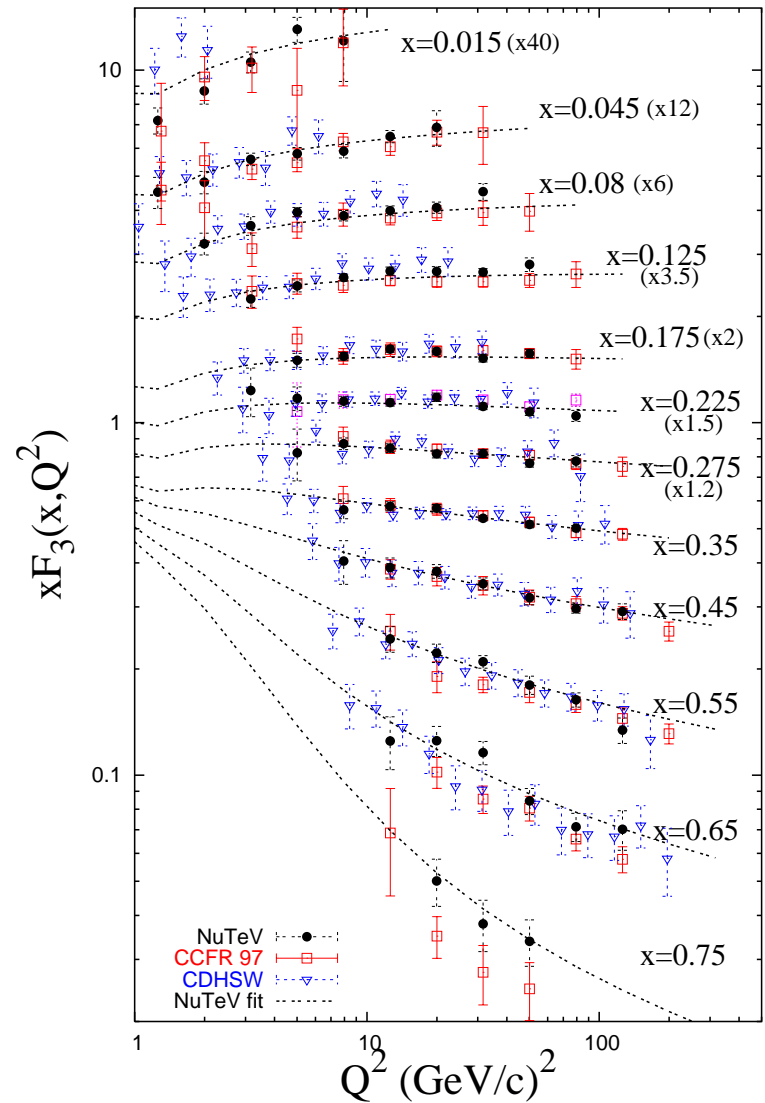 10
1
0.1
xF₃(x,Q²)
x=0.015 (x40)
x=0.045 (x12)
x=0.08 (x6)
x=0.125
(x3.5)
x=0.175 (x2)
x=0.225
(x1.5)
x=0.275
(x1.2)
x=0.35
x=0.45
x=0.55
x=0.65
x=0.75
NuTeV
CCFR 97
CDHSW
NuTeV fit
1 10 100
Q² (GeV/c)²